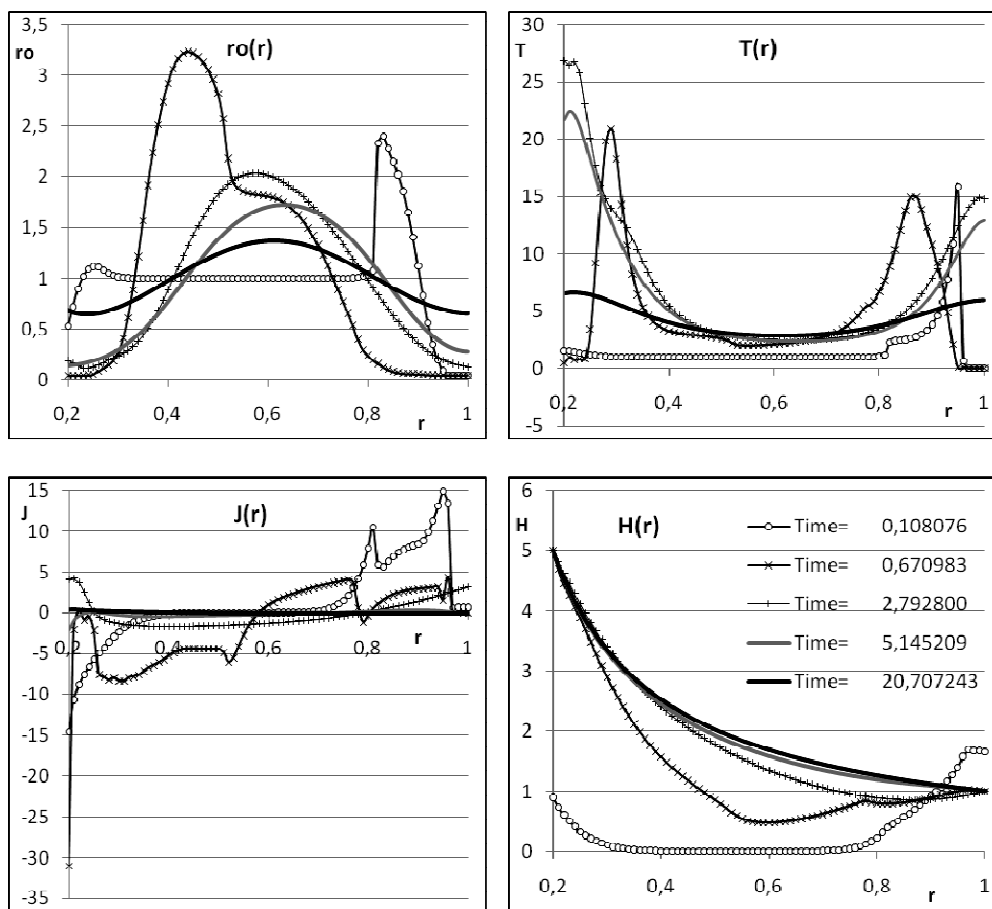 ro(r)
ro
3,5
3
2,5
2
1,5
1
0,5
0
0,2 0,4 0,6 0,8 1
r
T(r)
T
30
25
20
15
10
5
0
-5
0,2 0,4 0,6 0,8 1
r
J(r)
J
15
10
5
0
-5
-10
-15
-20
-25
-30
-35
0,2 0,4 0,6 0,8 1
r
H(r)
H
6
5
4
3
2
1
0
0,2 0,4 0,6 0,8 1
r
Time= 0,108076
Time= 0,670983
Time= 2,792800
Time= 5,145209
Time= 20,707243